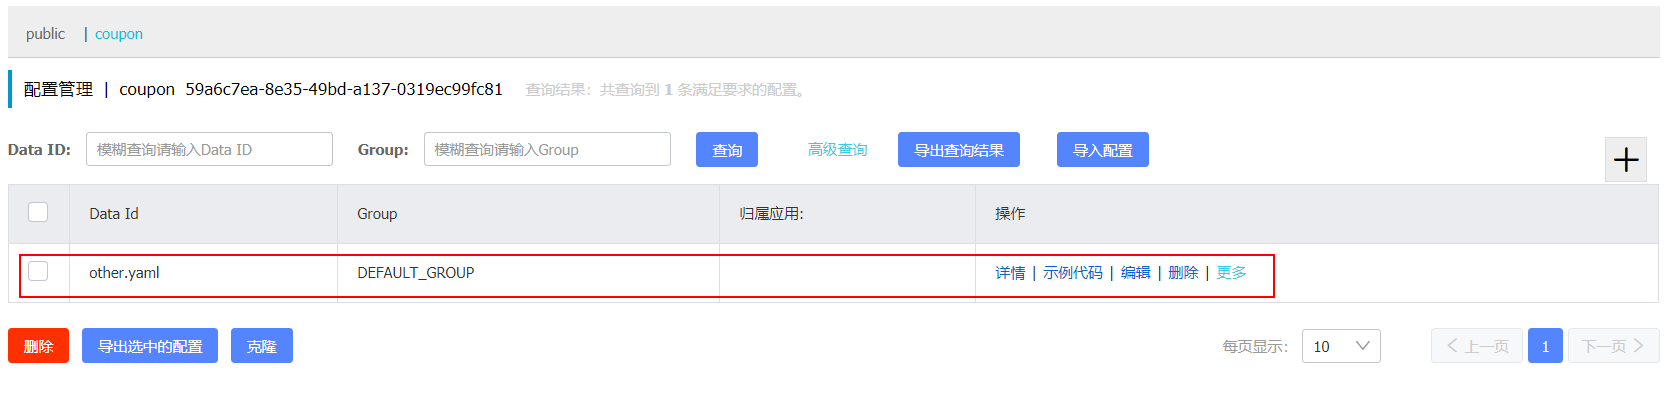 public | coupon
配置管理 | coupon 59a6c7ea-8e35-49bd-a137-0319ec99fc81 查询结果：共查询到 1 条满足要求的配置。
Data ID: 模糊查询请输入Data ID Group: 模糊查询请输入Group 查询 高级查询 导出查询结果 导入配置 +
Data Id Group 归属应用: 操作
other.yaml DEFAULT_GROUP 详情 | 示例代码 | 编辑 | 删除 | 更多
删除 导出选中的配置 克隆 每页显示: 10 上一页 1 下一页